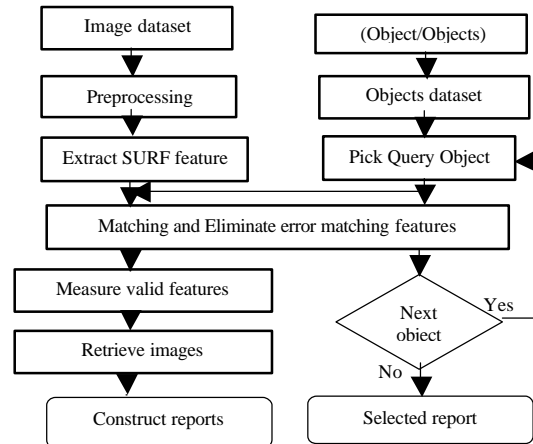 Image dataset
(Object/Objects)
Preprocessing
Objects dataset
Extract SURF feature
Pick Query Object
Matching and Eliminate error matching features
Measure valid features
Next
object
Yes
Retrieve images
No
Construct reports
Selected report